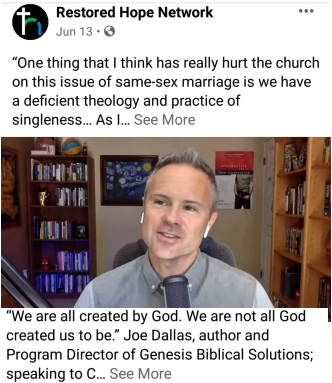 Restored Hope Network
Jun 13 •
“One thing that I think has really hurt the church
on this issue of same-sex marriage is we have
a deficient theology and practice of
singleness… As I… See More
“We are all created by God. We are not all God
created us to be.” Joe Dallas, author and
Program Director of Genesis Biblical Solutions;
speaking to C… See More